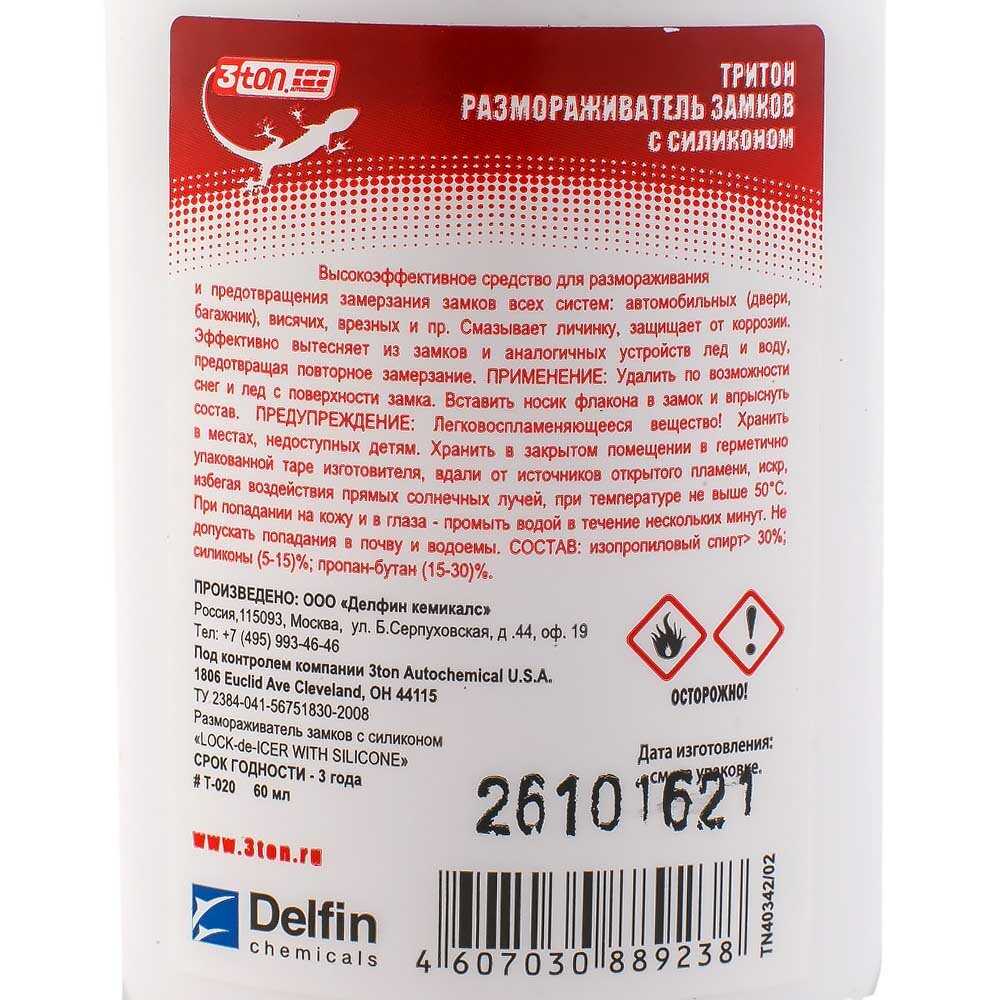 3ton
ТРИТОН
РАЗМОРАЖИВАТЕЛЬ ЗАМКОВ
С СИЛИКОНОМ
Высокоэффективное средство для размораживания
и предотвращения замерзания замков всех систем: автомобильных (двери,
багажник), висячих, врезных и пр. Смазывает личинку, защищает от коррозии.
Эффективно вытесняет из замков и аналогичных устройств лед и воду,
предотвращая повторное замерзание. ПРИМЕНЕНИЕ: Удалить по возможности
снег и лед с поверхности замка. Вставить носик флакона в замок и впрыснуть
состав. ПРЕДУПРЕЖДЕНИЕ: Легковоспламеняющееся вещество! Хранить
в местах, недоступных детям. Хранить в закрытом помещении в герметично
упакованной таре изготовителя, вдали от источников открытого пламени, искр,
избегая воздействия прямых солнечных лучей, при температуре не выше 50°С.
При попадании на кожу и в глаза - промыть водой в течение нескольких минут. Не
допускать попадания в почву и водоемы. СОСТАВ: изопропиловый спирт> 30%;
силиконы (5-15)%; пропан-бутан (15-30)%.
ПРОИЗВЕДЕНО: ООО «Делфин кемикалс»
Россия,115093, Москва, ул. Б.Серпуховская, д .44, оф. 19
Тел: +7 (495) 993-46-46
Под контролем компании 3ton Autochemical U.S.A.
1806 Euclid Ave Cleveland, OH 44115
ТУ 2384-041-56751830-2008
Размораживатель замков с силиконом
«LOCK-de-ICER WITH SILICONE»
СРОК ГОДНОСТИ - 3 года
# Т-020 60 мл
ОСТОРОЖНО!
Дата изготовления:
см. на упаковке.
26101621
www.3ton.ru
Delfin
chemicals
4 607030 889238
TN40342/02